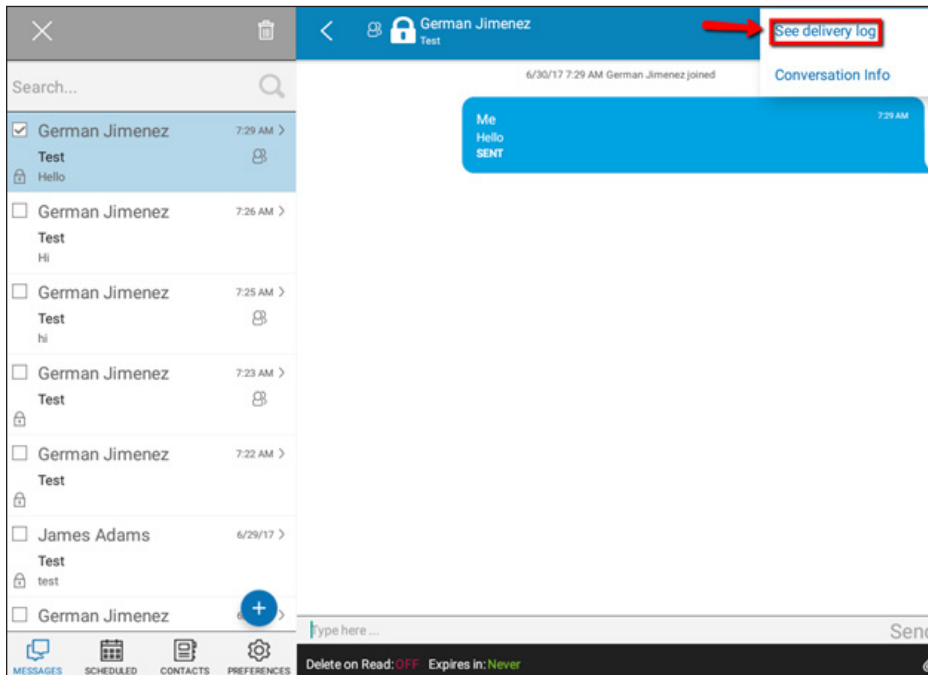 Search...
German Jimenez 7:29 AM
Test
Hello
German Jimenez 7:26 AM
Test
Hi
German Jimenez 7:25 AM
Test
hi
German Jimenez 7:23 AM
Test
German Jimenez 7:22 AM
Test
James Adams 6/29/17
Test
test
German Jimenez
+
MESSAGES SCHEDULED CONTACTS PREFERENCES
German Jimenez
Test
See delivery log
Conversation Info
6/30/17 7:29 AM German Jimenez joined
Me 7:29 AM
Hello
SENT
Type here ... Send
Delete on Read: OFF Expires in: Never